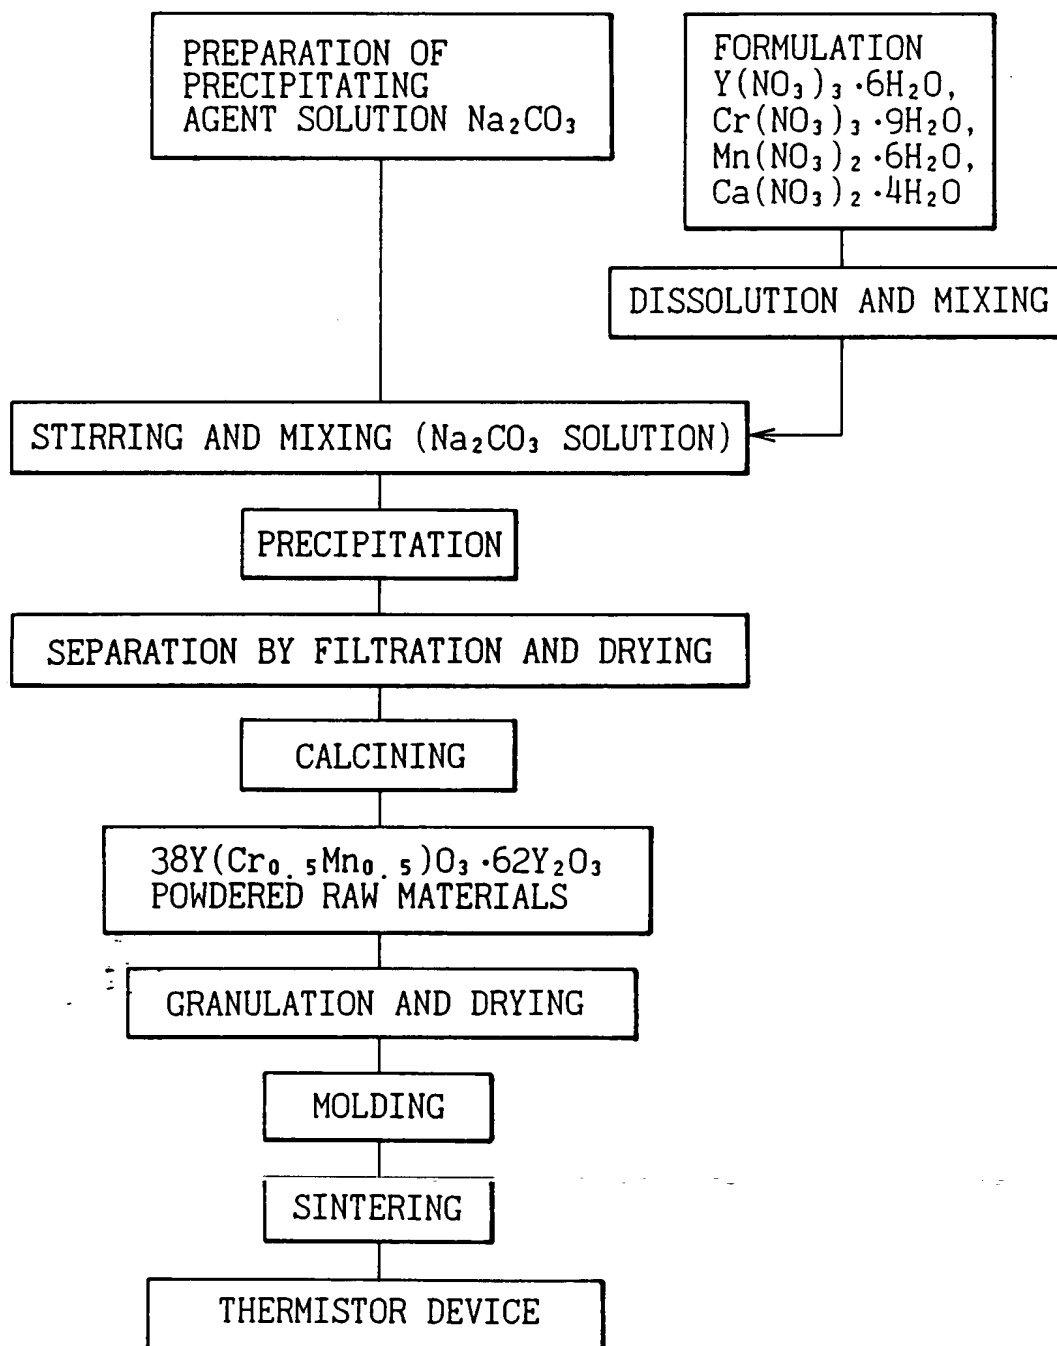 PREPARATION OF
PRECIPITATING
AGENT SOLUTION Na₂CO₃
FORMULATION
Y(NO₃)₃·6H₂O,
Cr(NO₃)₃·9H₂O,
Mn(NO₃)₂·6H₂O,
Ca(NO₃)₂·4H₂O
DISSOLUTION AND MIXING
STIRRING AND MIXING (Na₂CO₃ SOLUTION)
PRECIPITATION
SEPARATION BY FILTRATION AND DRYING
CALCINING
38Y(Cr₀.₅Mn₀.₅)O₃·62Y₂O₃
POWDERED RAW MATERIALS
GRANULATION AND DRYING
MOLDING
SINTERING
THERMISTOR DEVICE